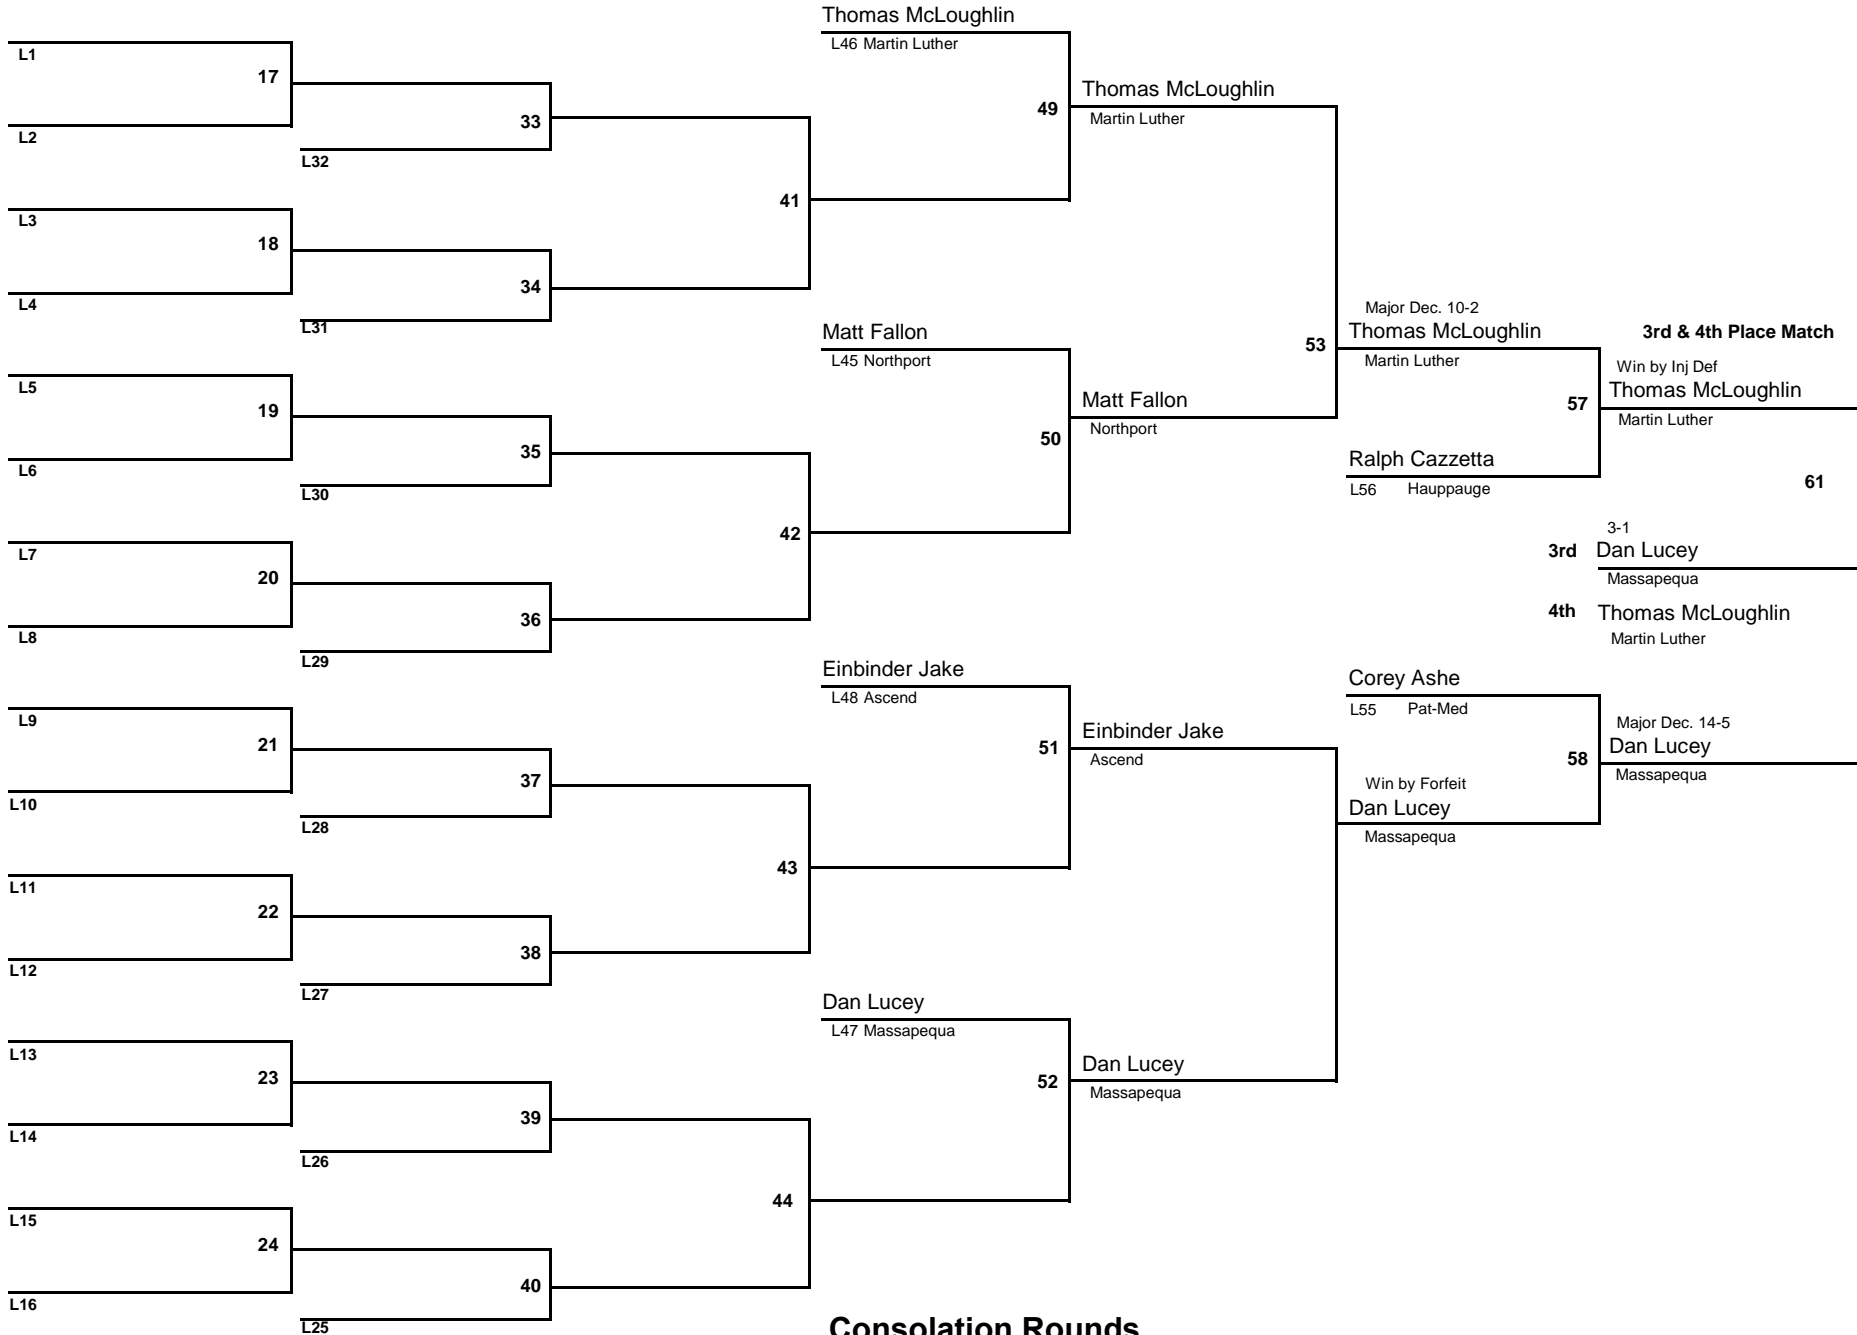 Thomas McLoughlin
L46 Martin Luther
L1
17
L2
33
L32
49
Thomas McLoughlin
Martin Luther
41
L3
18
L4
34
L31
Matt Fallon
L45 Northport
53
Major Dec. 10-2
Thomas McLoughlin
Martin Luther
3rd & 4th Place Match
Win by Inj Def
Thomas McLoughlin
Martin Luther
57
L5
19
L6
35
L30
50
Matt Fallon
Northport
Ralph Cazzetta
L56 Hauppauge
61
42
L7
20
L8
36
L29
3-1
3rd Dan Lucey
Massapequa
4th Thomas McLoughlin
Martin Luther
Einbinder Jake
L48 Ascend
Corey Ashe
L55 Pat-Med
L9
21
L10
37
L28
51
Einbinder Jake
Ascend
58
Major Dec. 14-5
Dan Lucey
Massapequa
Win by Forfeit
Dan Lucey
Massapequa
43
L11
22
L12
38
L27
Dan Lucey
L47 Massapequa
L13
23
L14
39
L26
52
Dan Lucey
Massapequa
44
L15
24
L16
40
L25
Consolation Rounds